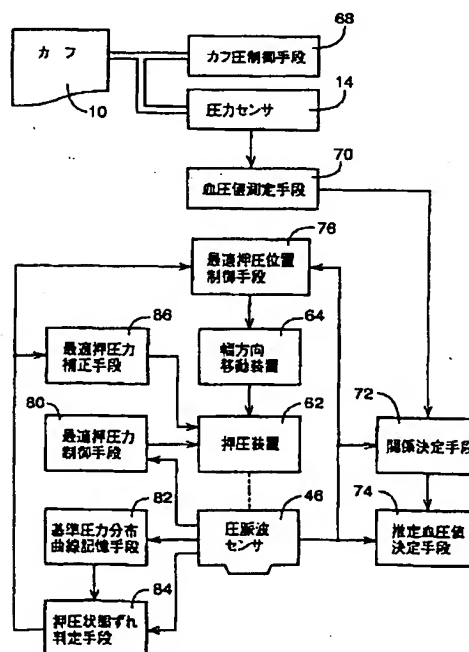 カフ
10
68
カフ圧制御手段
14
圧力センサ
70
血圧値測定手段
76
最適押圧位置
制御手段
86
最適押圧力
補正手段
64
幅方向
移動装置
80
最適押圧力
制御手段
62
押圧装置
72
関係決定手段
82
基準圧力分布
曲線記憶手段
46
圧脈波
センサ
74
推定血圧値
決定手段
84
押圧状態ずれ
判定手段